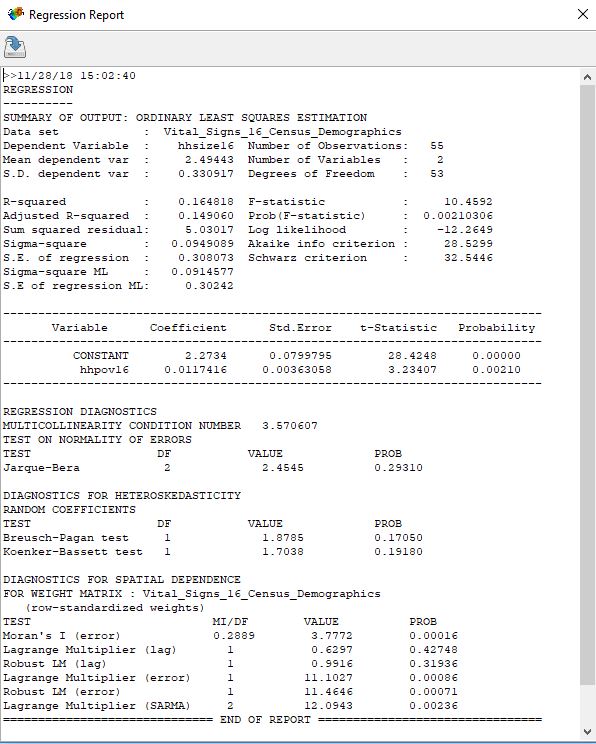 Regression Report
>>11/28/18 15:02:40
REGRESSION
----------
SUMMARY OF OUTPUT: ORDINARY LEAST SQUARES ESTIMATION
Data set            :  Vital_Signs_16_Census_Demographics
Dependent Variable  :    hhsize16  Number of Observations:   55
Mean dependent var  :     2.49443  Number of Variables   :    2
S.D. dependent var  :    0.330917  Degrees of Freedom    :   53
R-squared           :    0.164818  F-statistic           :     10.4592
Adjusted R-squared  :    0.149060  Prob(F-statistic)     :  0.00210306
Sum squared residual:     5.03017  Log likelihood        :    -12.2649
Sigma-square        :   0.0949089  Akaike info criterion :     28.5299
S.E. of regression  :    0.308073  Schwarz criterion     :     32.5446
Sigma-square ML     :   0.0914577
S.E of regression ML:     0.30242
-----------------------------------------------------------------------------
Variable      Coefficient      Std.Error    t-Statistic   Probability
-----------------------------------------------------------------------------
CONSTANT         2.2734      0.0799795        28.4248     0.00000
hhpov16      0.0117416     0.00363058        3.23407     0.00210
-----------------------------------------------------------------------------
REGRESSION DIAGNOSTICS
MULTICOLLINEARITY CONDITION NUMBER   3.570607
TEST ON NORMALITY OF ERRORS
TEST                  DF           VALUE             PROB
Jarque-Bera            2            2.4545           0.29310
DIAGNOSTICS FOR HETEROSKEDASTICITY
RANDOM COEFFICIENTS
TEST                  DF           VALUE             PROB
Breusch-Pagan test     1            1.8785           0.17050
Koenker-Bassett test   1            1.7038           0.19180
DIAGNOSTICS FOR SPATIAL DEPENDENCE
FOR WEIGHT MATRIX : Vital_Signs_16_Census_Demographics
(row-standardized weights)
TEST                          MI/DF        VALUE          PROB
Moran's I (error)             0.2889       3.7772         0.00016
Lagrange Multiplier (lag)       1          0.6297         0.42748
Robust LM (lag)                 1          0.9916         0.31936
Lagrange Multiplier (error)     1         11.1027         0.00086
Robust LM (error)               1         11.4646         0.00071
Lagrange Multiplier (SARMA)     2         12.0943         0.00236
============================== END OF REPORT ================================